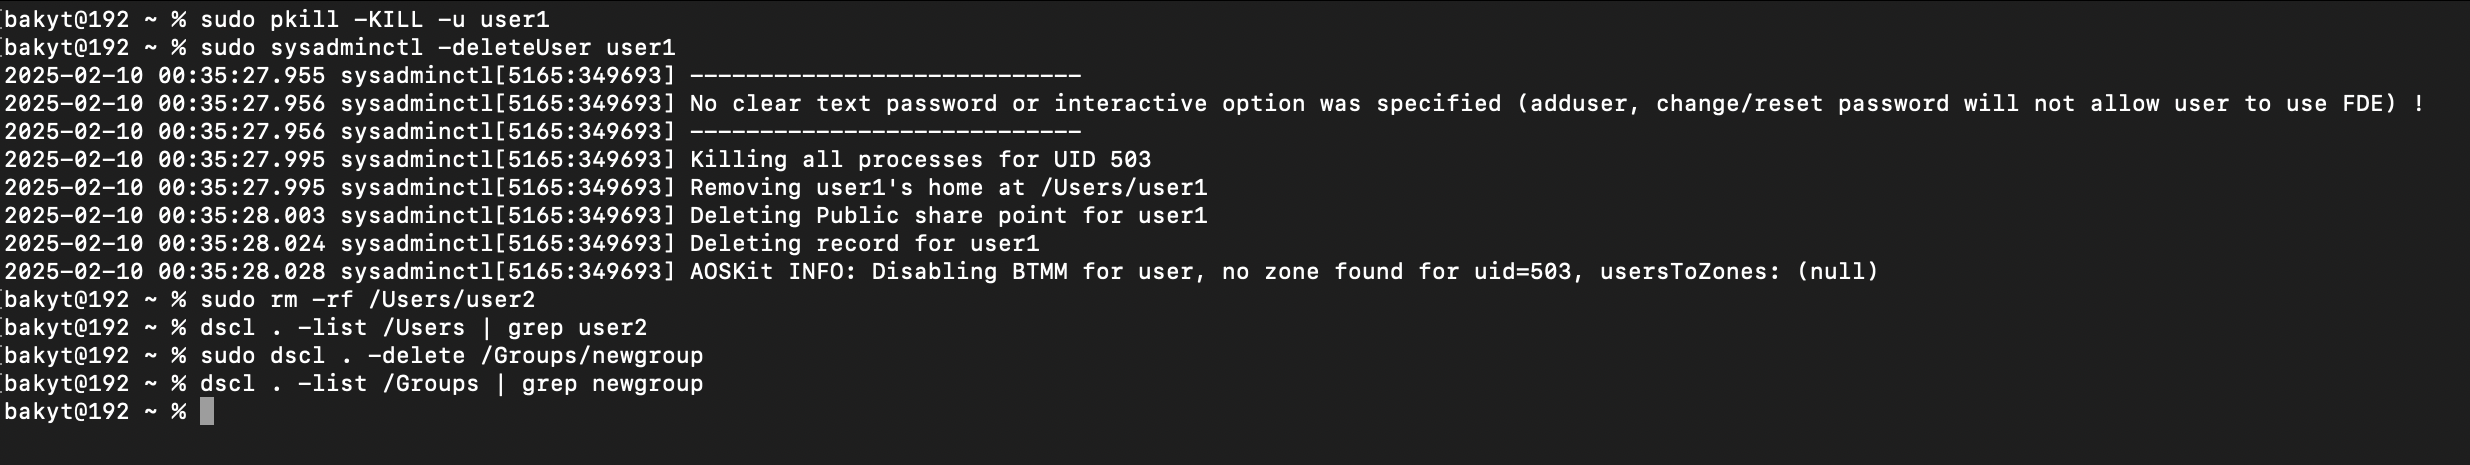 [bakyt@192 ~ % sudo pkill -KILL -u user1
[bakyt@192 ~ % sudo sysadminctl -deleteUser user1
2025-02-10 00:35:27.955 sysadminctl[5165:349693] ----------------------------
2025-02-10 00:35:27.956 sysadminctl[5165:349693] No clear text password or interactive option was specified (adduser, change/reset password will not allow user to use FDE) !
2025-02-10 00:35:27.956 sysadminctl[5165:349693] ----------------------------
2025-02-10 00:35:27.995 sysadminctl[5165:349693] Killing all processes for UID 503
2025-02-10 00:35:27.995 sysadminctl[5165:349693] Removing user1's home at /Users/user1
2025-02-10 00:35:28.003 sysadminctl[5165:349693] Deleting Public share point for user1
2025-02-10 00:35:28.024 sysadminctl[5165:349693] Deleting record for user1
2025-02-10 00:35:28.028 sysadminctl[5165:349693] AOSKit INFO: Disabling BTMM for user, no zone found for uid=503, usersToZones: (null)
[bakyt@192 ~ % sudo rm -rf /Users/user2
[bakyt@192 ~ % dscl . -list /Users | grep user2
[bakyt@192 ~ % sudo dscl . -delete /Groups/newgroup
[bakyt@192 ~ % dscl . -list /Groups | grep newgroup
bakyt@192 ~ %